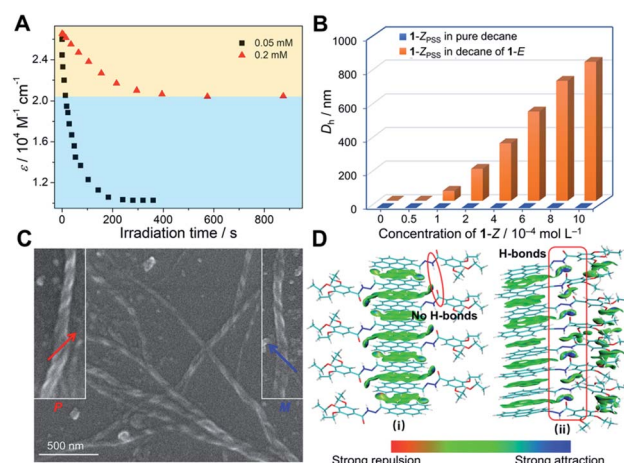 A
ε / 10⁴ M⁻¹ cm⁻¹
2.4
2.0
1.6
1.2
0.05 mM
0.2 mM
0
200
400
600
800
Irradiation time / s
B
1-Z_PSS in pure decane
1-Z_PSS in decane of 1-E
D_h / nm
1000
800
600
400
200
0
0
0.5
1
2
4
6
8
10
Concentration of 1-Z / 10⁻⁴ mol L⁻¹
C
P
M
500 nm
D
H-bonds
No H-bonds
(i)
(ii)
Strong repulsion
Strong attraction